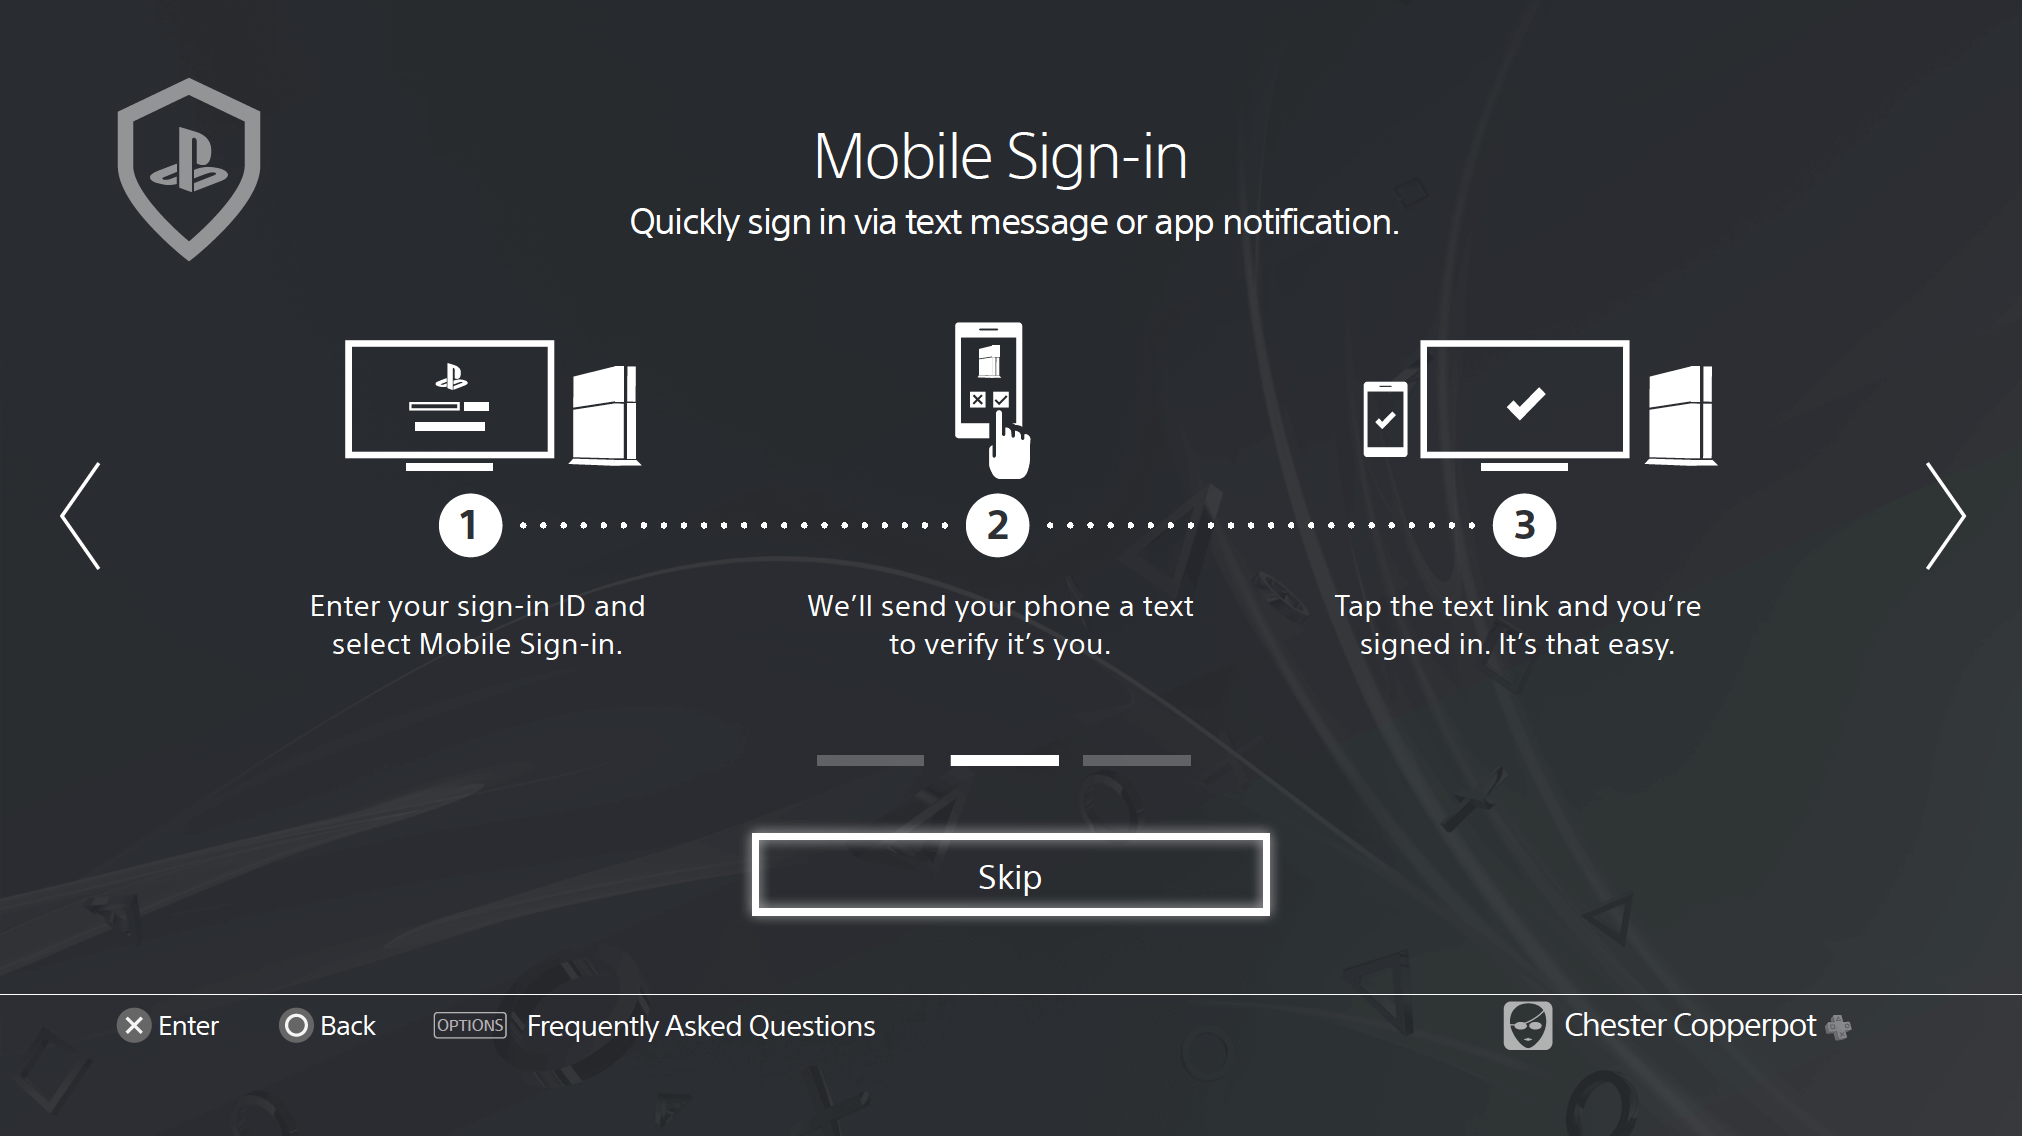 Mobile Sign-in
Quickly sign in via text message or app notification.
1
2
3
Enter your sign-in ID and
select Mobile Sign-in.
We'll send your phone a text
to verify it's you.
Tap the text link and you're
signed in. It's that easy.
Skip
Enter
Back
OPTIONS
Frequently Asked Questions
Chester Copperpot